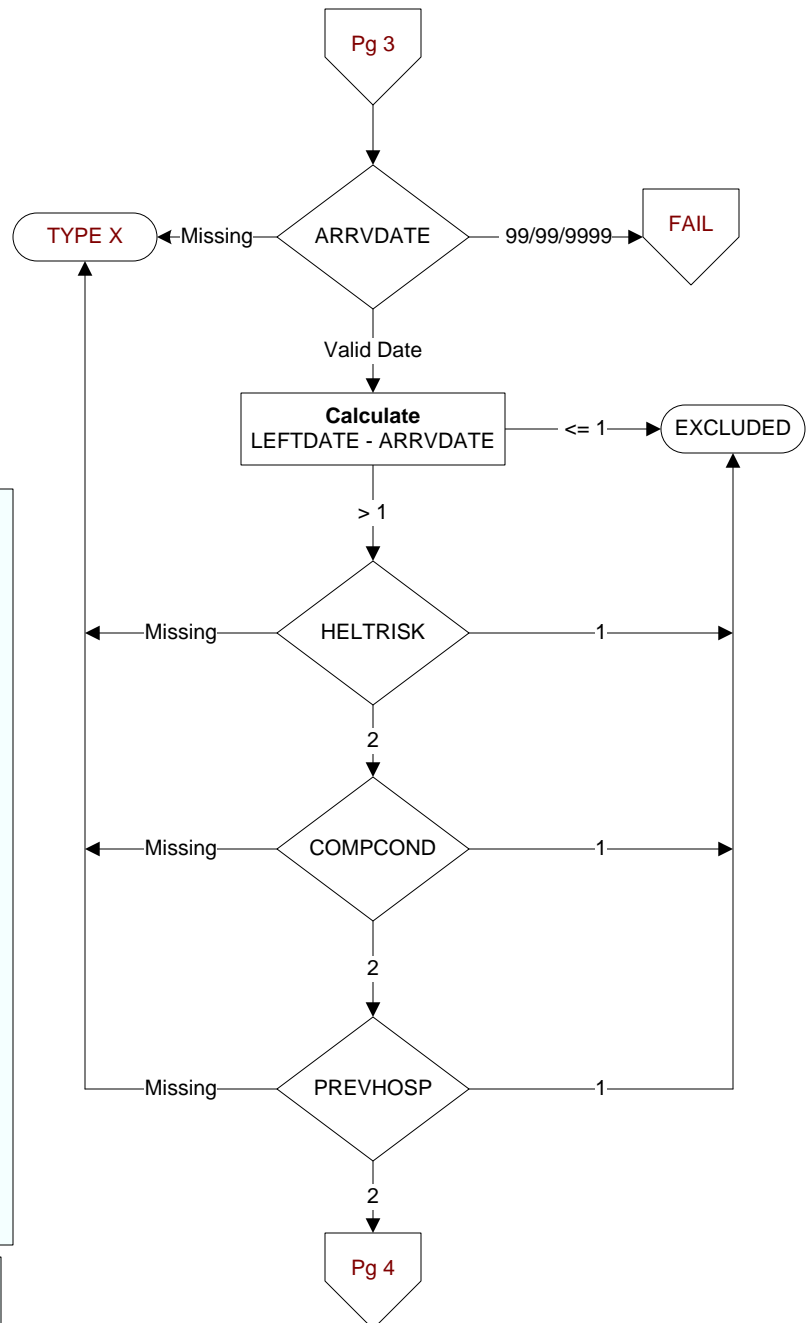 Pg 3
ARRVDATE
TYPE X
Missing
99/99/9999
FAIL
Valid Date
Calculate
LEFTDATE - ARRVDATE
<= 1
EXCLUDED
> 1
Missing
HELTRISK
1
2
Missing
COMPCOND
1
2
Missing
PREVHOSP
1
2
Pg 4